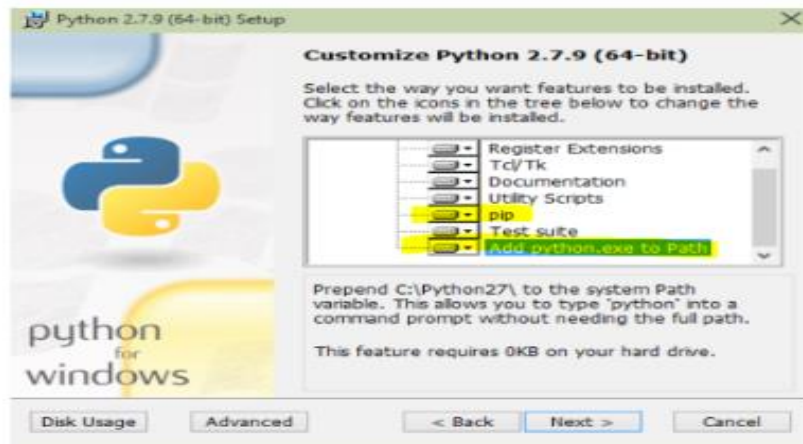 Python 2.7.9 (64-bit) Setup
Customize Python 2.7.9 (64-bit)
Select the way you want features to be installed.
Click on the icons in the tree below to change the
way features will be installed.
Register Extensions
Tcl/Tk
Documentation
Utility Scripts
pip
Test suite
Add python.exe to Path
Prepend C:\Python27\ to the system Path
variable. This allows you to type 'python' into a
command prompt without needing the full path.
This feature requires 0KB on your hard drive.
python
for
windows
Disk Usage
Advanced
< Back
Next >
Cancel